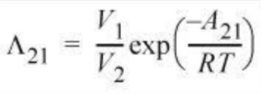 Λ₂₁ = V₁/V₂ exp(−A₂₁/RT)